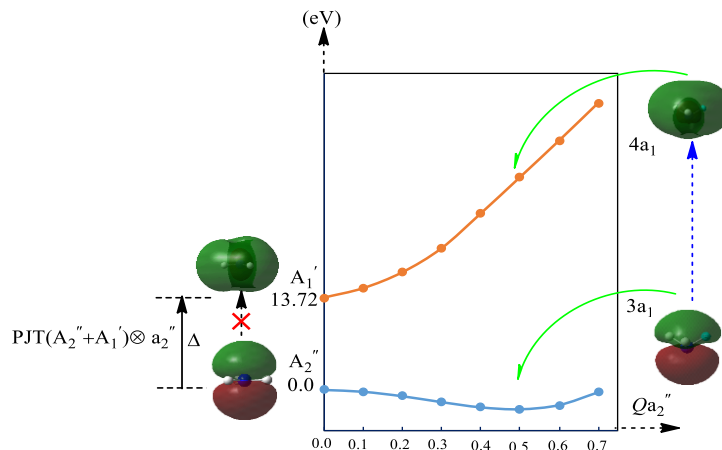 (eV)
4a₁
A₁′
13.72
3a₁
PJT(A₂″+A₁′)⊗ a₂″
Δ
A₂″
0.0
Qa₂″
0.0 0.1 0.2 0.3 0.4 0.5 0.6 0.7